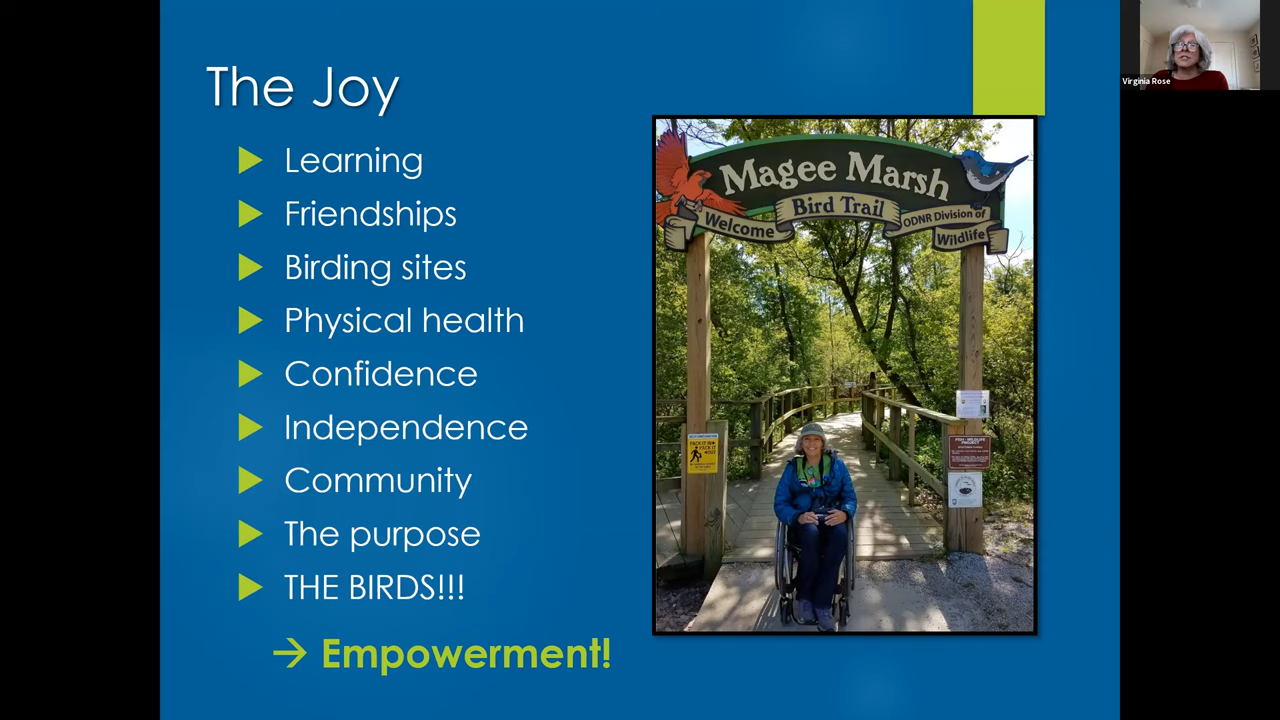 The Joy
Learning
Friendships
Birding sites
Physical health
Confidence
Independence
Community
The purpose
THE BIRDS!!!
→ Empowerment!
Magee Marsh
Bird Trail
Welcome
ODNR Division of
Wildlife
Virginia Rose